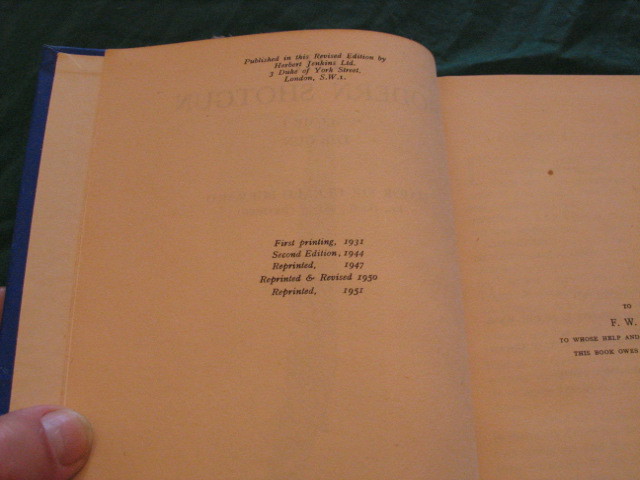 Published in this Revised Edition by
Herbert Jenkins Ltd.
3 Duke of York Street,
London, S.W.1.
First printing, 1931
Second Edition, 1944
Reprinted, 1947
Reprinted & Revised 1950
Reprinted, 1951
TO
F. W.
TO WHOSE HELP AND
THIS BOOK OWES